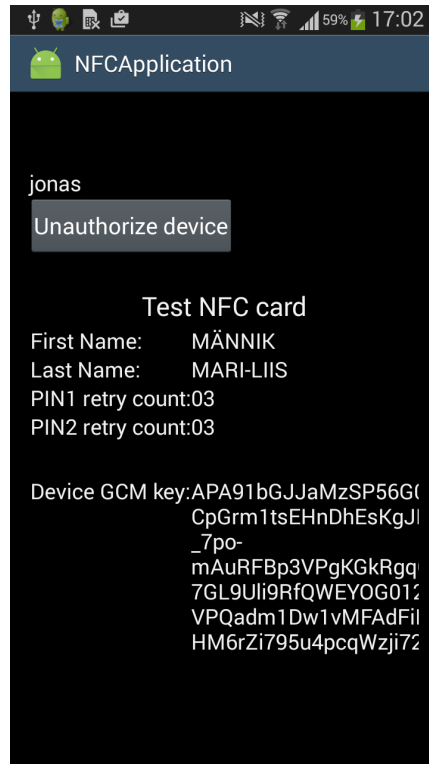 59% 17:02
NFCApplication
jonas
Unauthorize device
Test NFC card
First Name: MÄNNIK
Last Name: MARI-LIIS
PIN1 retry count:03
PIN2 retry count:03
Device GCM key:APA91bGJJaMzSP56G(
CpGrm1tsEHnDhEsKgJ
_7po-
mAuRFBp3VPgKGkRgq
7GL9Uli9RfQWEYOG012
VPQadm1Dw1vMFAdFi
HM6rZi795u4pcqWzji72